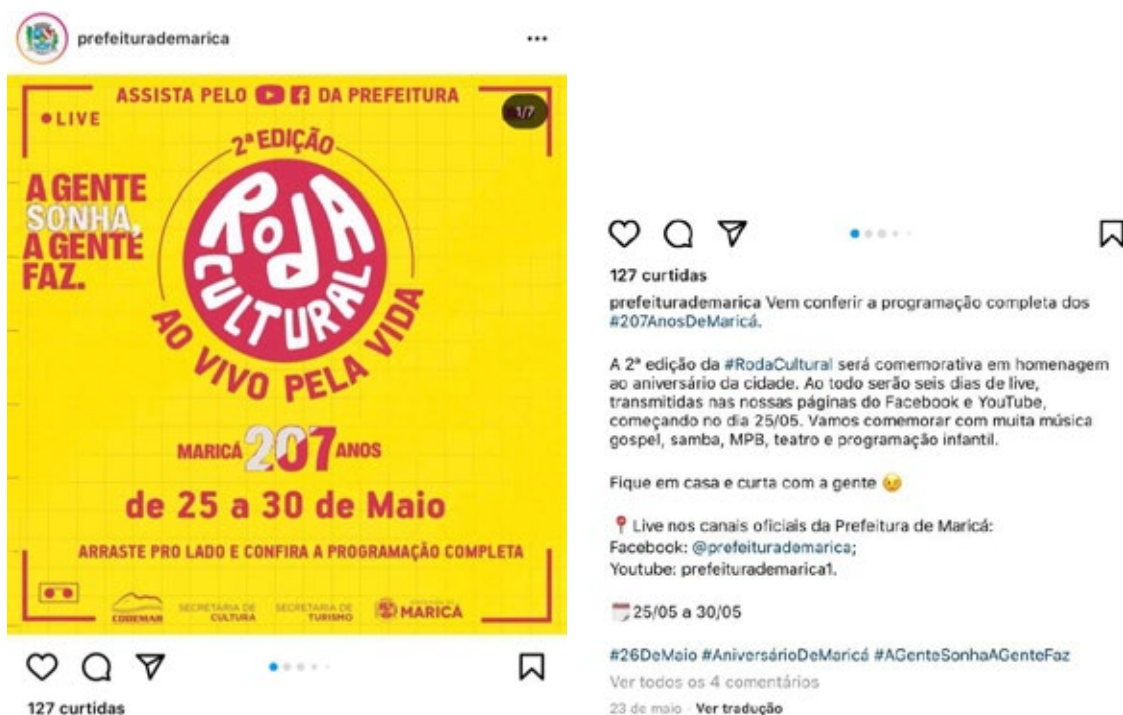 prefeiturademarica
ASSISTA PELO DA PREFEITURA
1/7
LIVE
2ª EDIÇÃO
A GENTE
SONHA,
A GENTE
FAZ.
RODA
CULTURAL
AO VIVO PELA VIDA
MARICÁ 207 ANOS
de 25 a 30 de Maio
ARRASTE PRO LADO E CONFIRA A PROGRAMAÇÃO COMPLETA
CODEMAR
SECRETARIA DE
CULTURA
SECRETARIA DE
TURISMO
MARICÁ
127 curtidas
127 curtidas
prefeiturademarica Vem conferir a programação completa dos
#207AnosDeMaricá.
A 2ª edição da #RodaCultural será comemorativa em homenagem
ao aniversário da cidade. Ao todo serão seis dias de live,
transmitidas nas nossas páginas do Facebook e YouTube,
começando no dia 25/05. Vamos comemorar com muita música
gospel, samba, MPB, teatro e programação infantil.
Fique em casa e curta com a gente 😉
📍 Live nos canais oficiais da Prefeitura de Maricá:
Facebook: @prefeiturademarica;
Youtube: prefeiturademarica1.
🗓 25/05 a 30/05
#26DeMaio #AniversárioDeMaricá #AGenteSonhaAGenteFaz
Ver todos os 4 comentários
23 de maio · Ver tradução